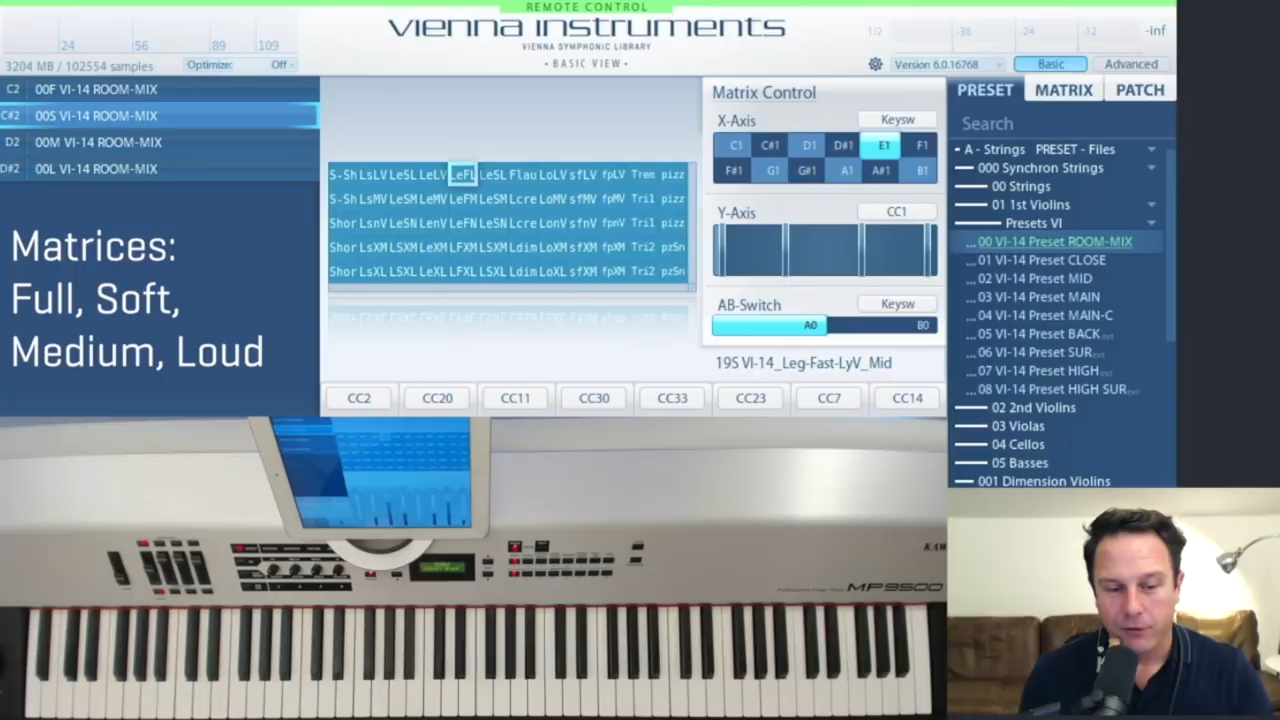 REMOTE CONTROL
vienna instruments
VIENNA SYMPHONIC LIBRARY
• BASIC VIEW •
24 56 89 109
3204 MB / 102554 samples Optimize: Off
1/2 -36 -24 -12 -inf
Version 6.0.16768 Basic Advanced
C2 00F VI-14 ROOM-MIX
C#2 00S VI-14 ROOM-MIX
D2 00M VI-14 ROOM-MIX
D#2 00L VI-14 ROOM-MIX
Matrices:
Full, Soft,
Medium, Loud
S-Sh LsLV LeSL LeLV LeFL LeSL Flau LoLV sfLV fpLV Trem pizz
S-Sh LsMV LeSM LeMV LeFM LeSM Lcre LoMV sfMV fpMV Tri1 pizz
Shor LsnV LeSN LenV LeFN LeSN Lcre LonV sfnV fpnV Tri1 pizz
Shor LsXM LSXM LeXM LFXM LSXM Ldim LoXM sfXM fpXM Tri2 pzSn
Shor LsXL LSXL LeXL LFXL LSXL Ldim LoXL sfXM fpXM Tri2 pzSn
Matrix Control
X-Axis Keysw
C1 C#1 D1 D#1 E1 F1
F#1 G1 G#1 A1 A#1 B1
Y-Axis CC1
AB-Switch Keysw
A0 B0
19S VI-14_Leg-Fast-LyV_Mid
CC2 CC20 CC11 CC30 CC33 CC23 CC7 CC14
PRESET MATRIX PATCH
Search
A - Strings PRESET - Files
000 Synchron Strings
00 Strings
01 1st Violins
Presets VI
... 00 VI-14 Preset ROOM-MIX
... 01 VI-14 Preset CLOSE
... 02 VI-14 Preset MID
... 03 VI-14 Preset MAIN
... 04 VI-14 Preset MAIN-C
... 05 VI-14 Preset BACK ext
... 06 VI-14 Preset SUR ext
... 07 VI-14 Preset HIGH ext
... 08 VI-14 Preset HIGH SUR ext
02 2nd Violins
03 Violas
04 Cellos
05 Basses
001 Dimension Violins
KAW
MP9500